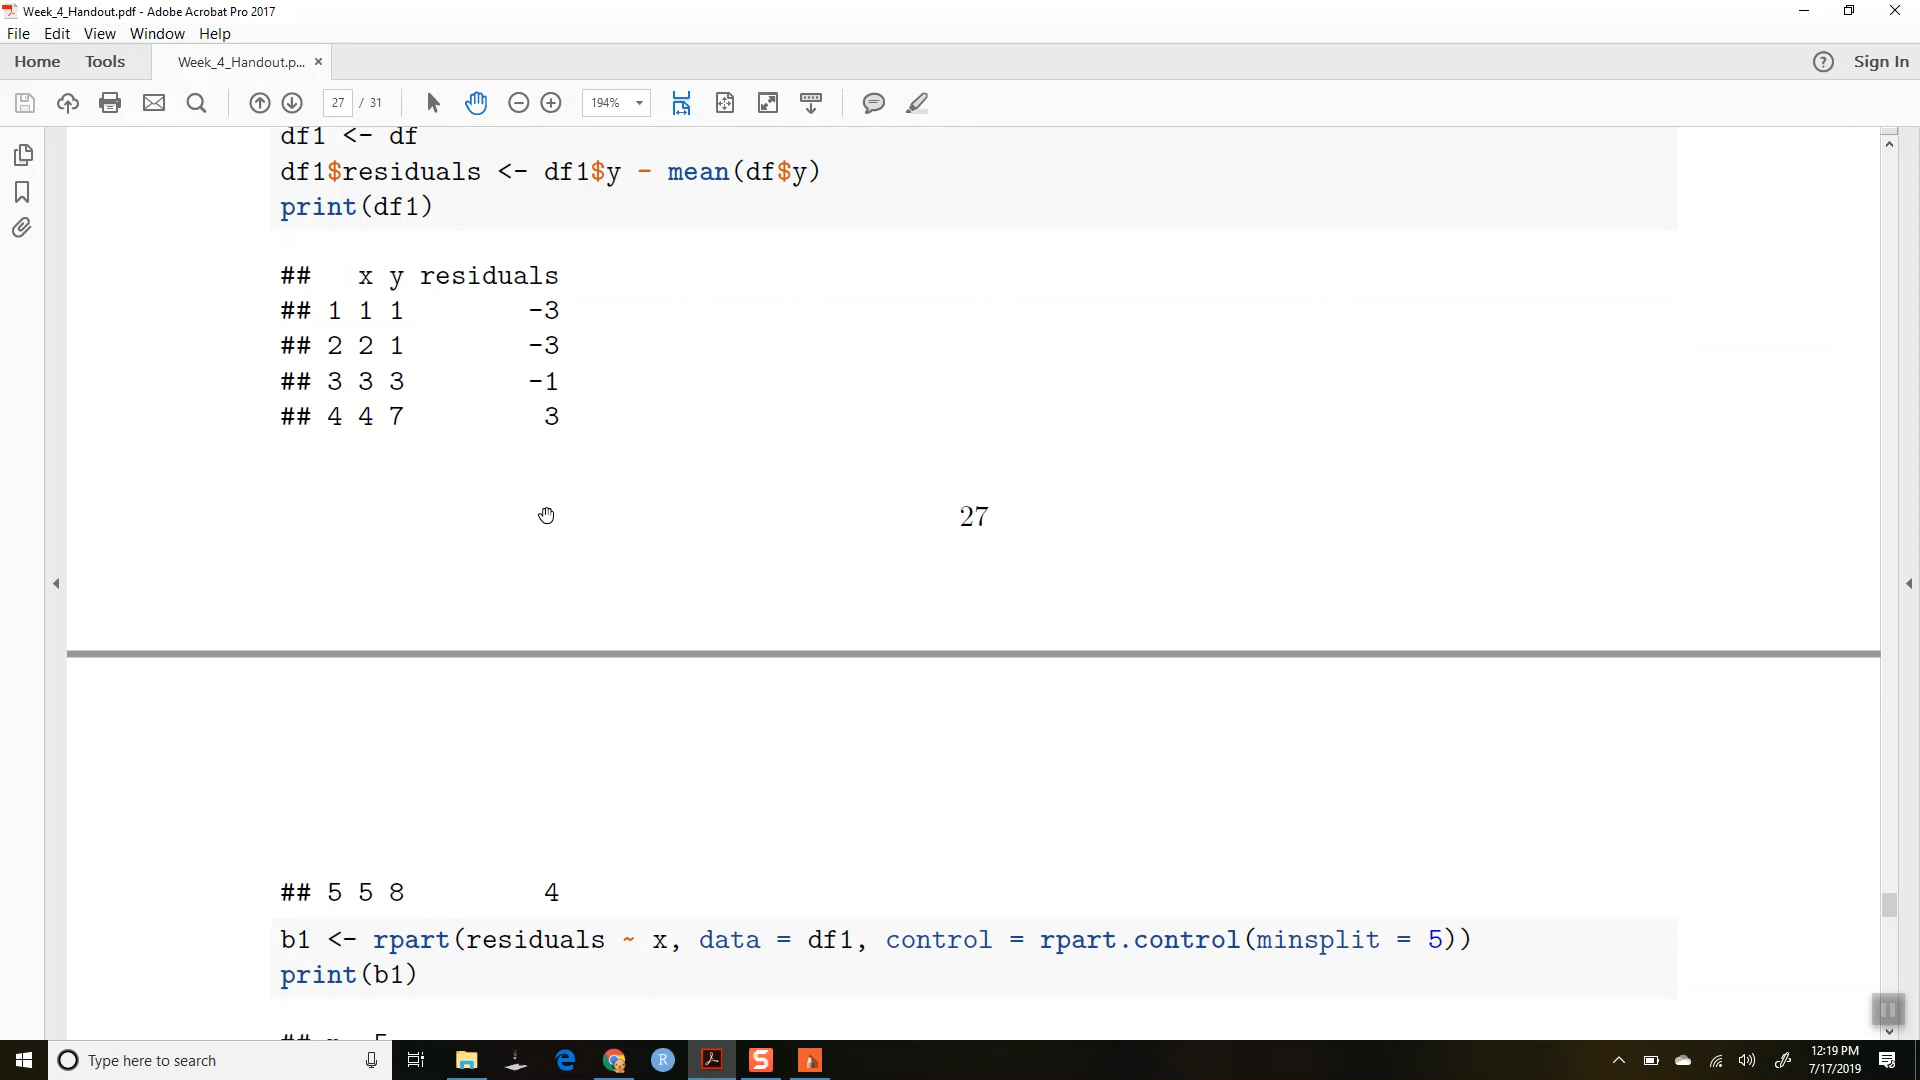 Week_4_Handout.pdf - Adobe Acrobat Pro 2017
File Edit View Window Help
Home Tools Week_4_Handout.p... × ? Sign In
27 / 31 194%
df1 <- df
df1$residuals <- df1$y - mean(df$y)
print(df1)
## x y residuals
## 1 1 1 -3
## 2 2 1 -3
## 3 3 3 -1
## 4 4 7 3
27
## 5 5 8 4
b1 <- rpart(residuals ~ x, data = df1, control = rpart.control(minsplit = 5))
print(b1)
Type here to search
R
S
12:19 PM
7/17/2019